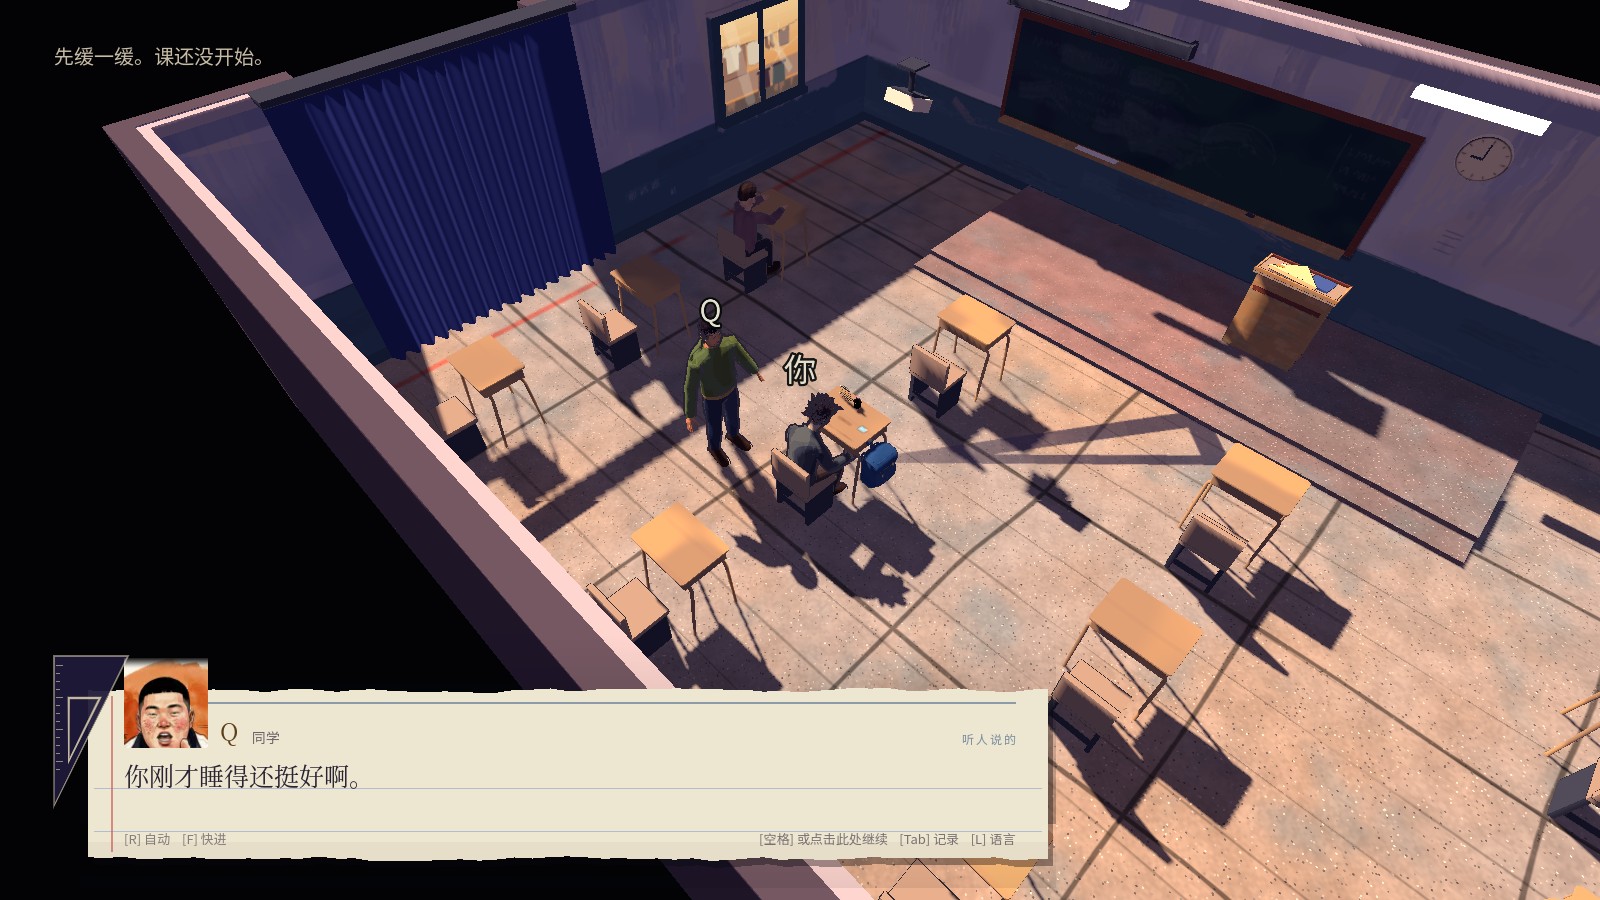 先缓一缓。课还没开始。
Q
你
Q 同学
听人说的
你刚才睡得还挺好啊。
[R] 自动 [F] 快进
[空格] 或点击此处继续 [Tab] 记录 [L] 语言